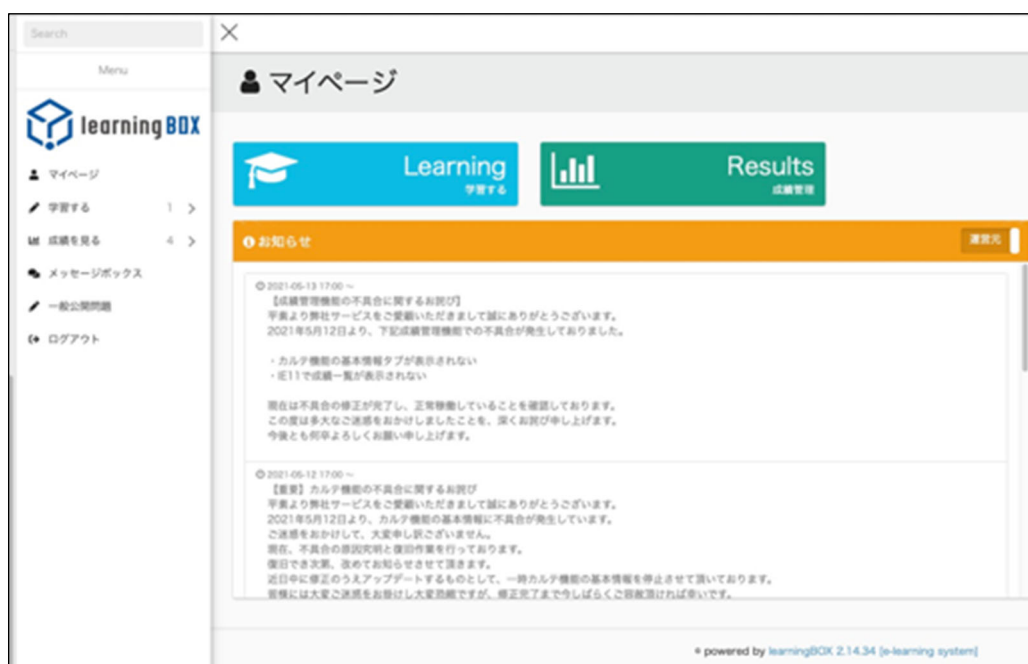 Search
Menu
learningBOX
マイページ
学習する 1
成績を見る 4
メッセージボックス
一般公開問題
ログアウト
マイページ
Learning
学習する
Results
成績管理
お知らせ
運営元
2021-05-13 17:00 ～
【成績管理機能の不具合に関するお詫び】
平素より弊社サービスをご愛顧いただきまして誠にありがとうございます。
2021年5月12日より、下記成績管理機能での不具合が発生しておりました。
・カルテ機能の基本情報タブが表示されない
・IE11で成績一覧が表示されない
現在は不具合の修正が完了し、正常稼働していることを確認しております。
この度は多大なご迷惑をおかけしましたことを、深くお詫び申し上げます。
今後とも何卒よろしくお願い申し上げます。
2021-05-12 17:00 ～
【重要】カルテ機能の不具合に関するお詫び
平素より弊社サービスをご愛顧いただきまして誠にありがとうございます。
2021年5月12日より、カルテ機能の基本情報に不具合が発生しています。
ご迷惑をおかけして、大変申し訳ございません。
現在、不具合の原因究明と復旧作業を行っております。
復旧でき次第、改めてお知らせさせて頂きます。
近日中に修正のうえアップデートするものとして、一時カルテ機能の基本情報を停止させて頂いております。
皆様には大変ご迷惑をお掛けし大変恐縮ですが、修正完了まで今しばらくご容赦頂ければ幸いです。
powered by learningBOX 2.14.34 [e-learning system]